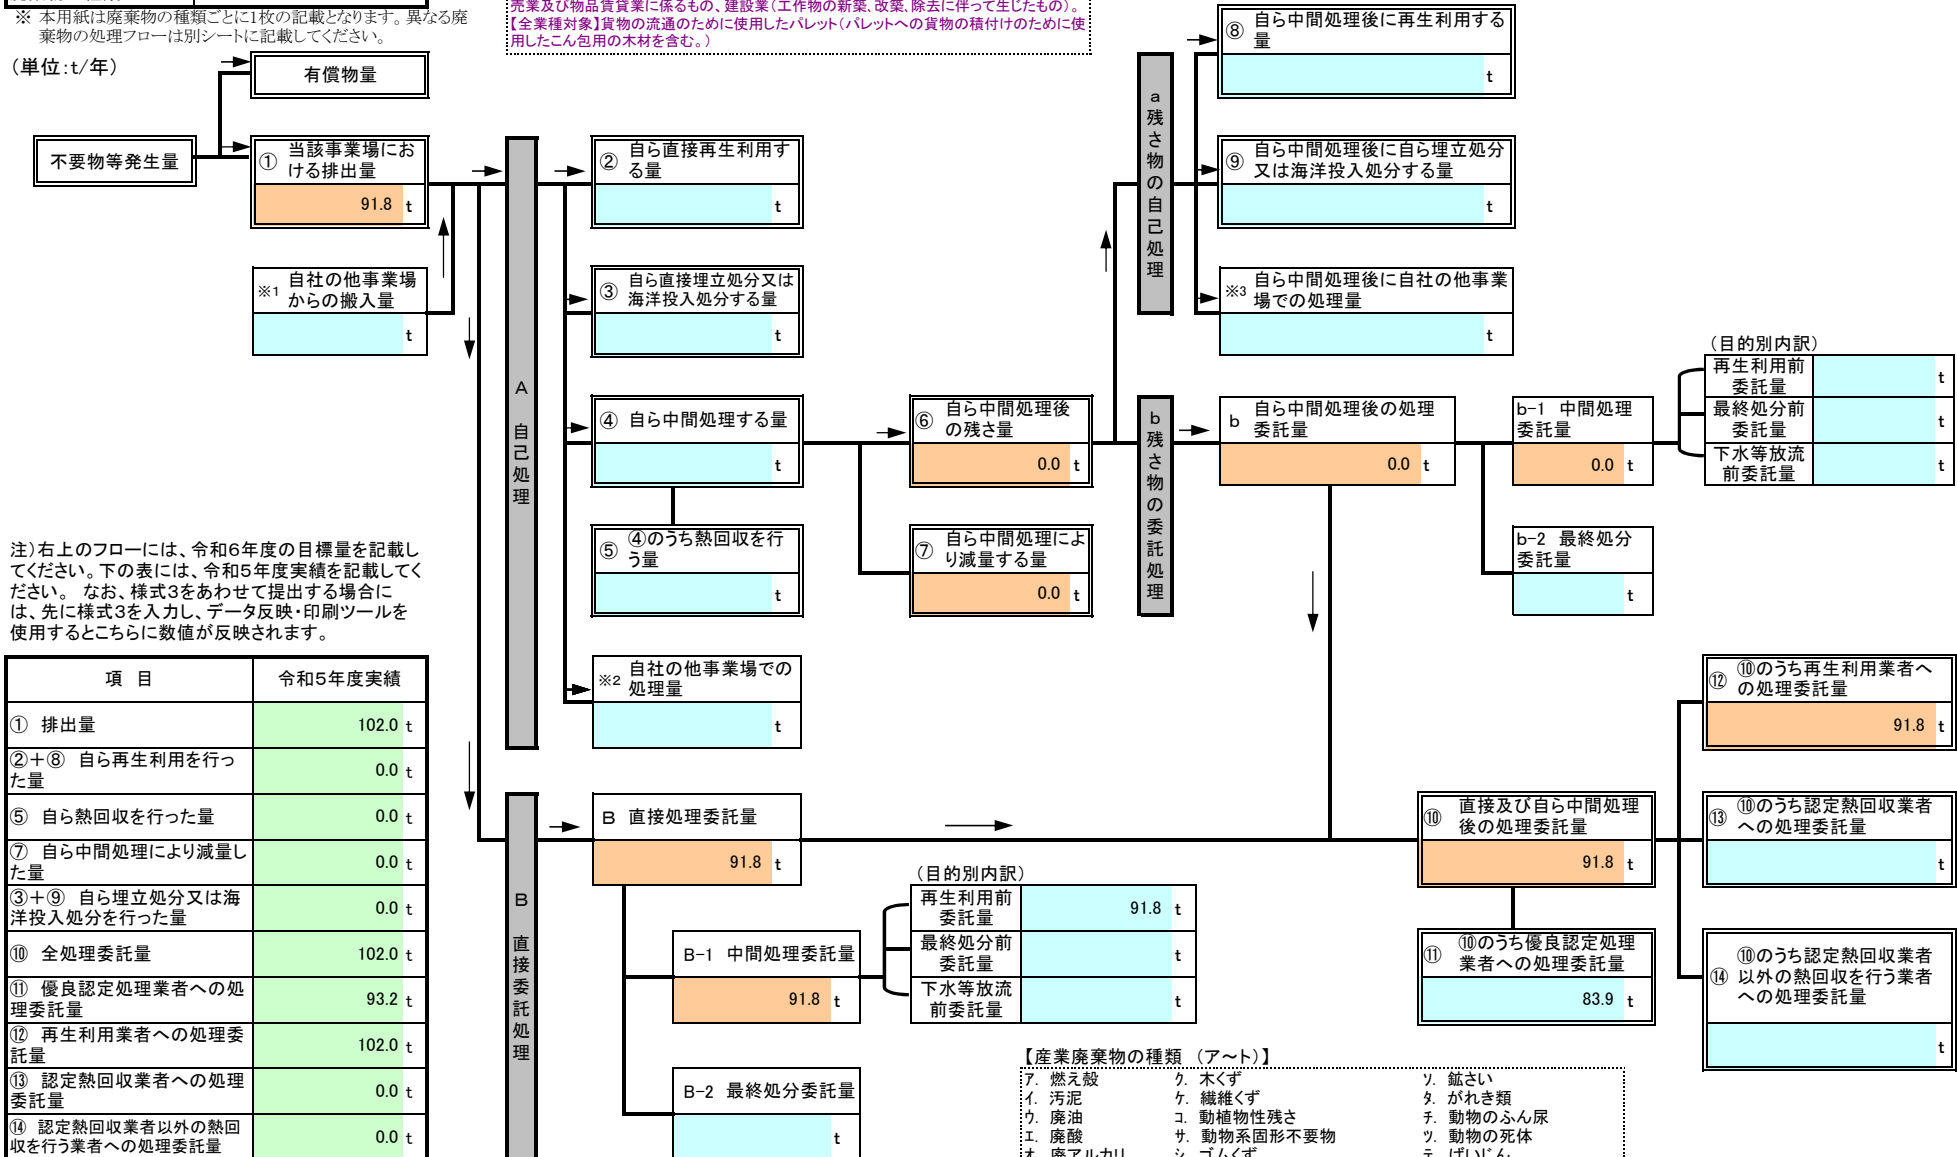 ※ 本用紙は廃棄物の種類ごとに1枚の記載となります。異なる廃
棄物の処理フローは別シートに記載してください。
売業及び物品賃貸業に係るもの、建設業(工作物の新築、改築、除去に伴って生じたもの)。
【全業種対象】貨物の流通のために使用したパレット(パレットへの貨物の積付けのために使
用したこん包用の木材を含む。)
(単位:t/年)
有償物量
不要物等発生量
① 当該事業場にお
ける排出量
91.8 t
※1 自社の他事業場
からの搬入量
t
A 自己処理
② 自ら直接再生利用す
る量
t
③ 自ら直接埋立処分又は
海洋投入処分する量
t
④ 自ら中間処理する量
t
⑤ ④のうち熱回収を行
う量
t
※2 自社の他事業場での
処理量
t
⑥ 自ら中間処理後
の残さ量
0.0 t
⑦ 自ら中間処理によ
り減量する量
0.0 t
a 残さ物の自己処理
⑧ 自ら中間処理後に再生利用する
量
t
⑨ 自ら中間処理後に自ら埋立処分
又は海洋投入処分する量
t
※3 自ら中間処理後に自社の他事業
場での処理量
t
b 残さ物の委託処理
b 自ら中間処理後の処理
委託量
0.0 t
b-1 中間処理
委託量
0.0 t
b-2 最終処分
委託量
t
(目的別内訳)
再生利用前
委託量
t
最終処分前
委託量
t
下水等放流
前委託量
t
注)右上のフローには、令和6年度の目標量を記載し
てください。下の表には、令和5年度実績を記載してく
ださい。 なお、様式3をあわせて提出する場合に
は、先に様式3を入力し、データ反映・印刷ツールを
使用するとこちらに数値が反映されます。
項 目 令和5年度実績
① 排出量 102.0 t
②+⑧ 自ら再生利用を行っ
た量
0.0 t
⑤ 自ら熱回収を行った量 0.0 t
⑦ 自ら中間処理により減量し
た量
0.0 t
③+⑨ 自ら埋立処分又は海
洋投入処分を行った量
0.0 t
⑩ 全処理委託量 102.0 t
⑪ 優良認定処理業者への処
理委託量
93.2 t
⑫ 再生利用業者への処理委
託量
102.0 t
⑬ 認定熱回収業者への処理
委託量
0.0 t
⑭ 認定熱回収業者以外の熱回
収を行う業者への処理委託量
0.0 t
B 直接委託処理
B 直接処理委託量
91.8 t
B-1 中間処理委託量
91.8 t
B-2 最終処分委託量
t
(目的別内訳)
再生利用前
委託量
91.8 t
最終処分前
委託量
t
下水等放流
前委託量
t
⑩ 直接及び自ら中間処理
後の処理委託量
91.8 t
⑪ ⑩のうち優良認定処理
業者への処理委託量
83.9 t
⑫ ⑩のうち再生利用業者へ
の処理委託量
91.8 t
⑬ ⑩のうち認定熱回収業者
への処理委託量
t
⑭ ⑩のうち認定熱回収業者
以外の熱回収を行う業者
への処理委託量
t
【産業廃棄物の種類 (ア~ト)】
ア. 燃え殻 ク. 木くず ソ. 鉱さい
イ. 汚泥 ケ. 繊維くず タ. がれき類
ウ. 廃油 コ. 動植物性残さ チ. 動物のふん尿
エ. 廃酸 サ. 動物系固形不要物 ツ. 動物の死体
オ. 廃アルカリ シ. ゴムくず テ. ばいじん